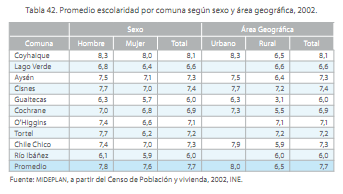 Tabla 42. Promedio escolaridad por comuna según sexo y área geográfica, 2002.
Sexo Área Geográfica
Comuna Hombre Mujer Total Urbano Rural Total
Coyhaique 8,3 8,0 8,1 8,3 6,5 8,1
Lago Verde 6,8 6,4 6,6 6,6 6,6
Aysén 7,5 7,1 7,3 7,5 6,4 7,3
Cisnes 7,7 7,0 7,4 7,7 7,2 7,4
Guaitecas 6,3 5,7 6,0 6,3 3,1 6,0
Cochrane 7,0 6,8 6,9 7,3 5,5 6,9
O'Higgins 7,4 6,6 7,1 7,1 7,1
Tortel 7,7 6,2 7,2 7,2 7,2
Chile Chico 7,4 7,0 7,3 7,9 5,3 7,3
Río Ibáñez 6,1 5,9 6,0 6,0 6,0
Promedio 7,8 7,6 7,7 8,0 6,5 7,7
Fuente: MIDEPLAN, a partir del Censo de Población y vivienda, 2002, INE.